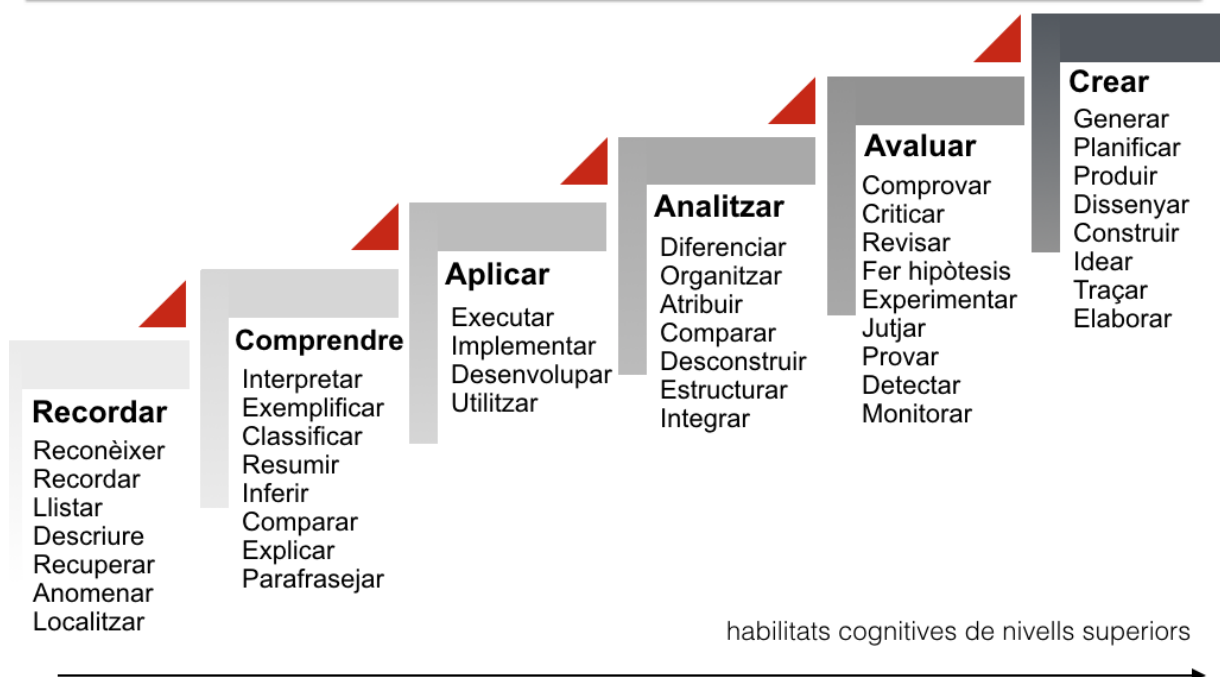 Recordar
Reconèixer
Recordar
Llistar
Descriure
Recuperar
Anomenar
Localitzar
Comprendre
Interpretar
Exemplificar
Classificar
Resumir
Inferir
Comparar
Explicar
Parafrasejar
Aplicar
Executar
Implementar
Desenvolupar
Utilitzar
Analitzar
Diferenciar
Organitzar
Atribuir
Comparar
Desconstruir
Estructurar
Integrar
Avaluar
Comprovar
Criticar
Revisar
Fer hipòtesis
Experimentar
Jutjar
Provar
Detectar
Monitorar
Crear
Generar
Planificar
Produir
Dissenyar
Construir
Idear
Traçar
Elaborar
habilitats cognitives de nivells superiors